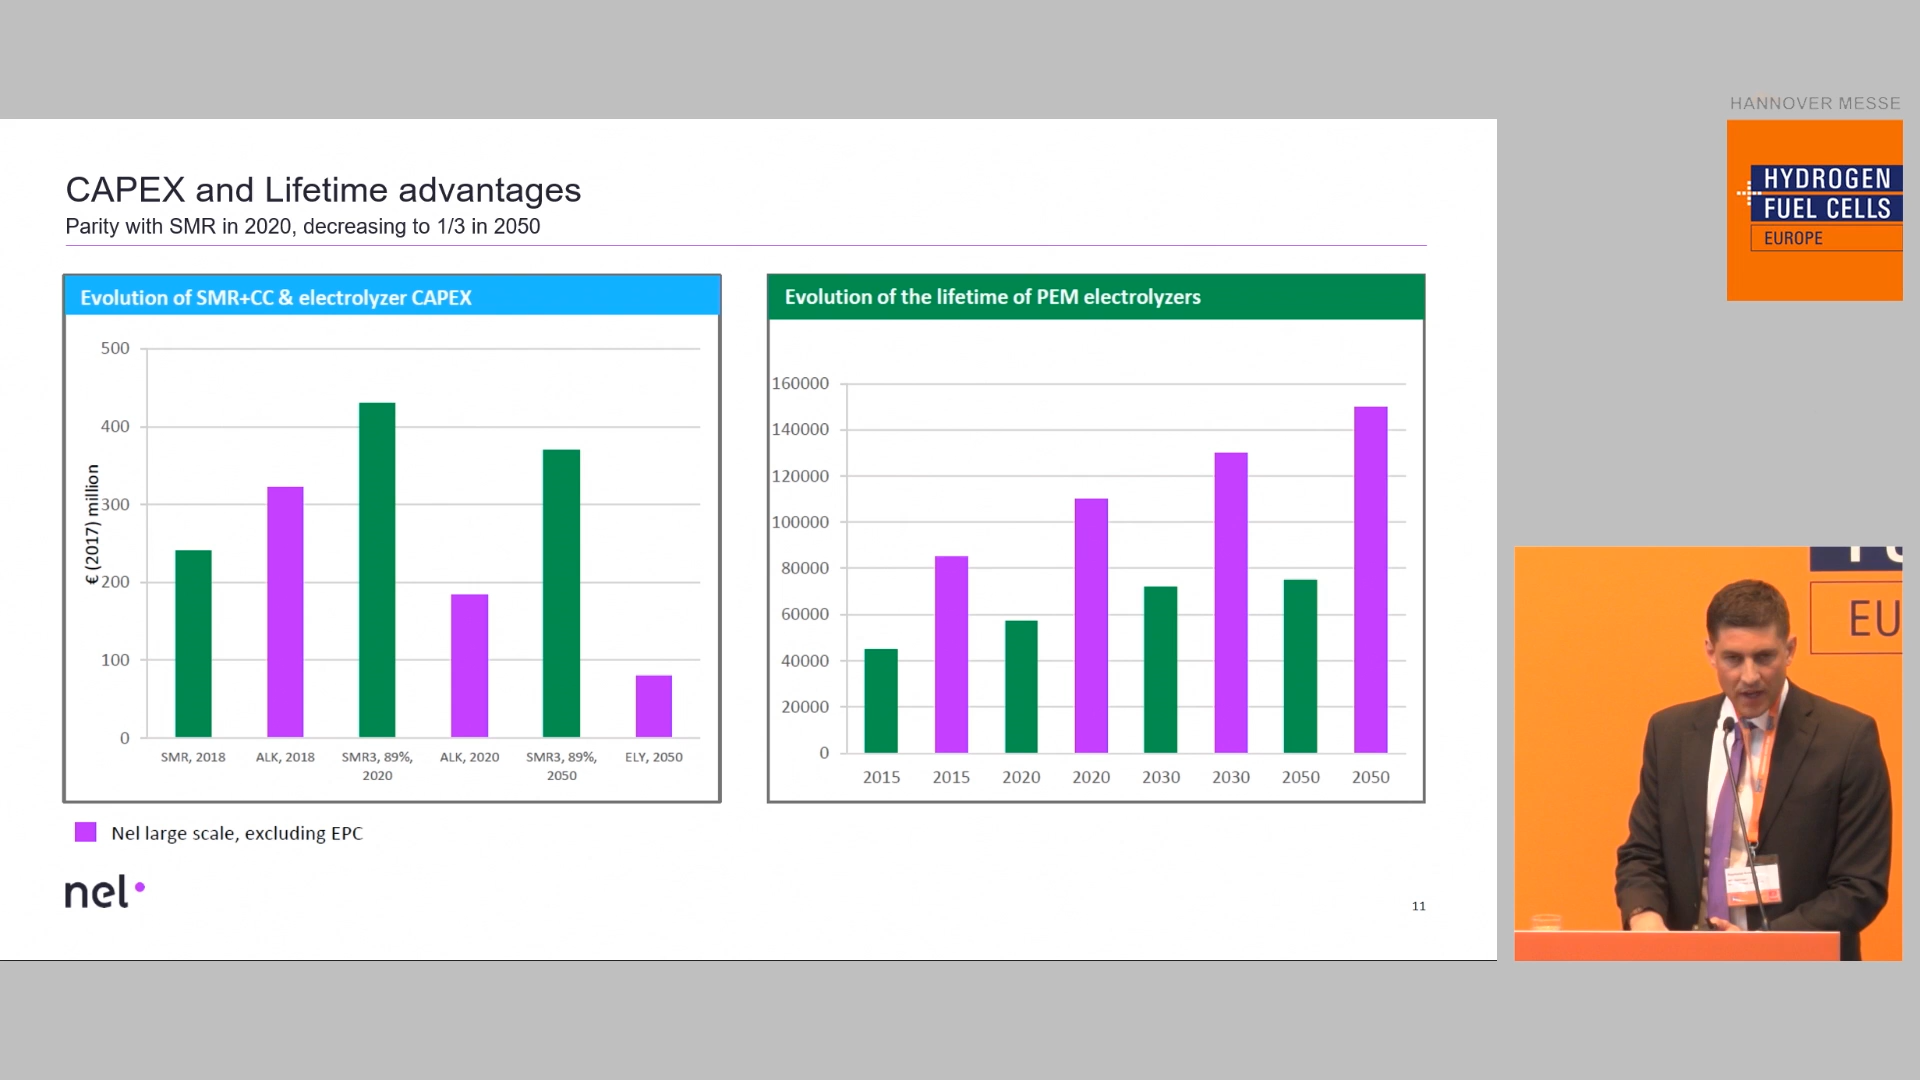 HANNOVER MESSE
HYDROGEN
FUEL CELLS
EUROPE
CAPEX and Lifetime advantages
Parity with SMR in 2020, decreasing to 1/3 in 2050
Evolution of SMR+CC & electrolyzer CAPEX
€ (2017) million
500
400
300
200
100
0
SMR, 2018
ALK, 2018
SMR3, 89%,
2020
ALK, 2020
SMR3, 89%,
2050
ELY, 2050
Evolution of the lifetime of PEM electrolyzers
160000
140000
120000
100000
80000
60000
40000
20000
0
2015
2015
2020
2020
2030
2030
2050
2050
Nel large scale, excluding EPC
nel
11
EU